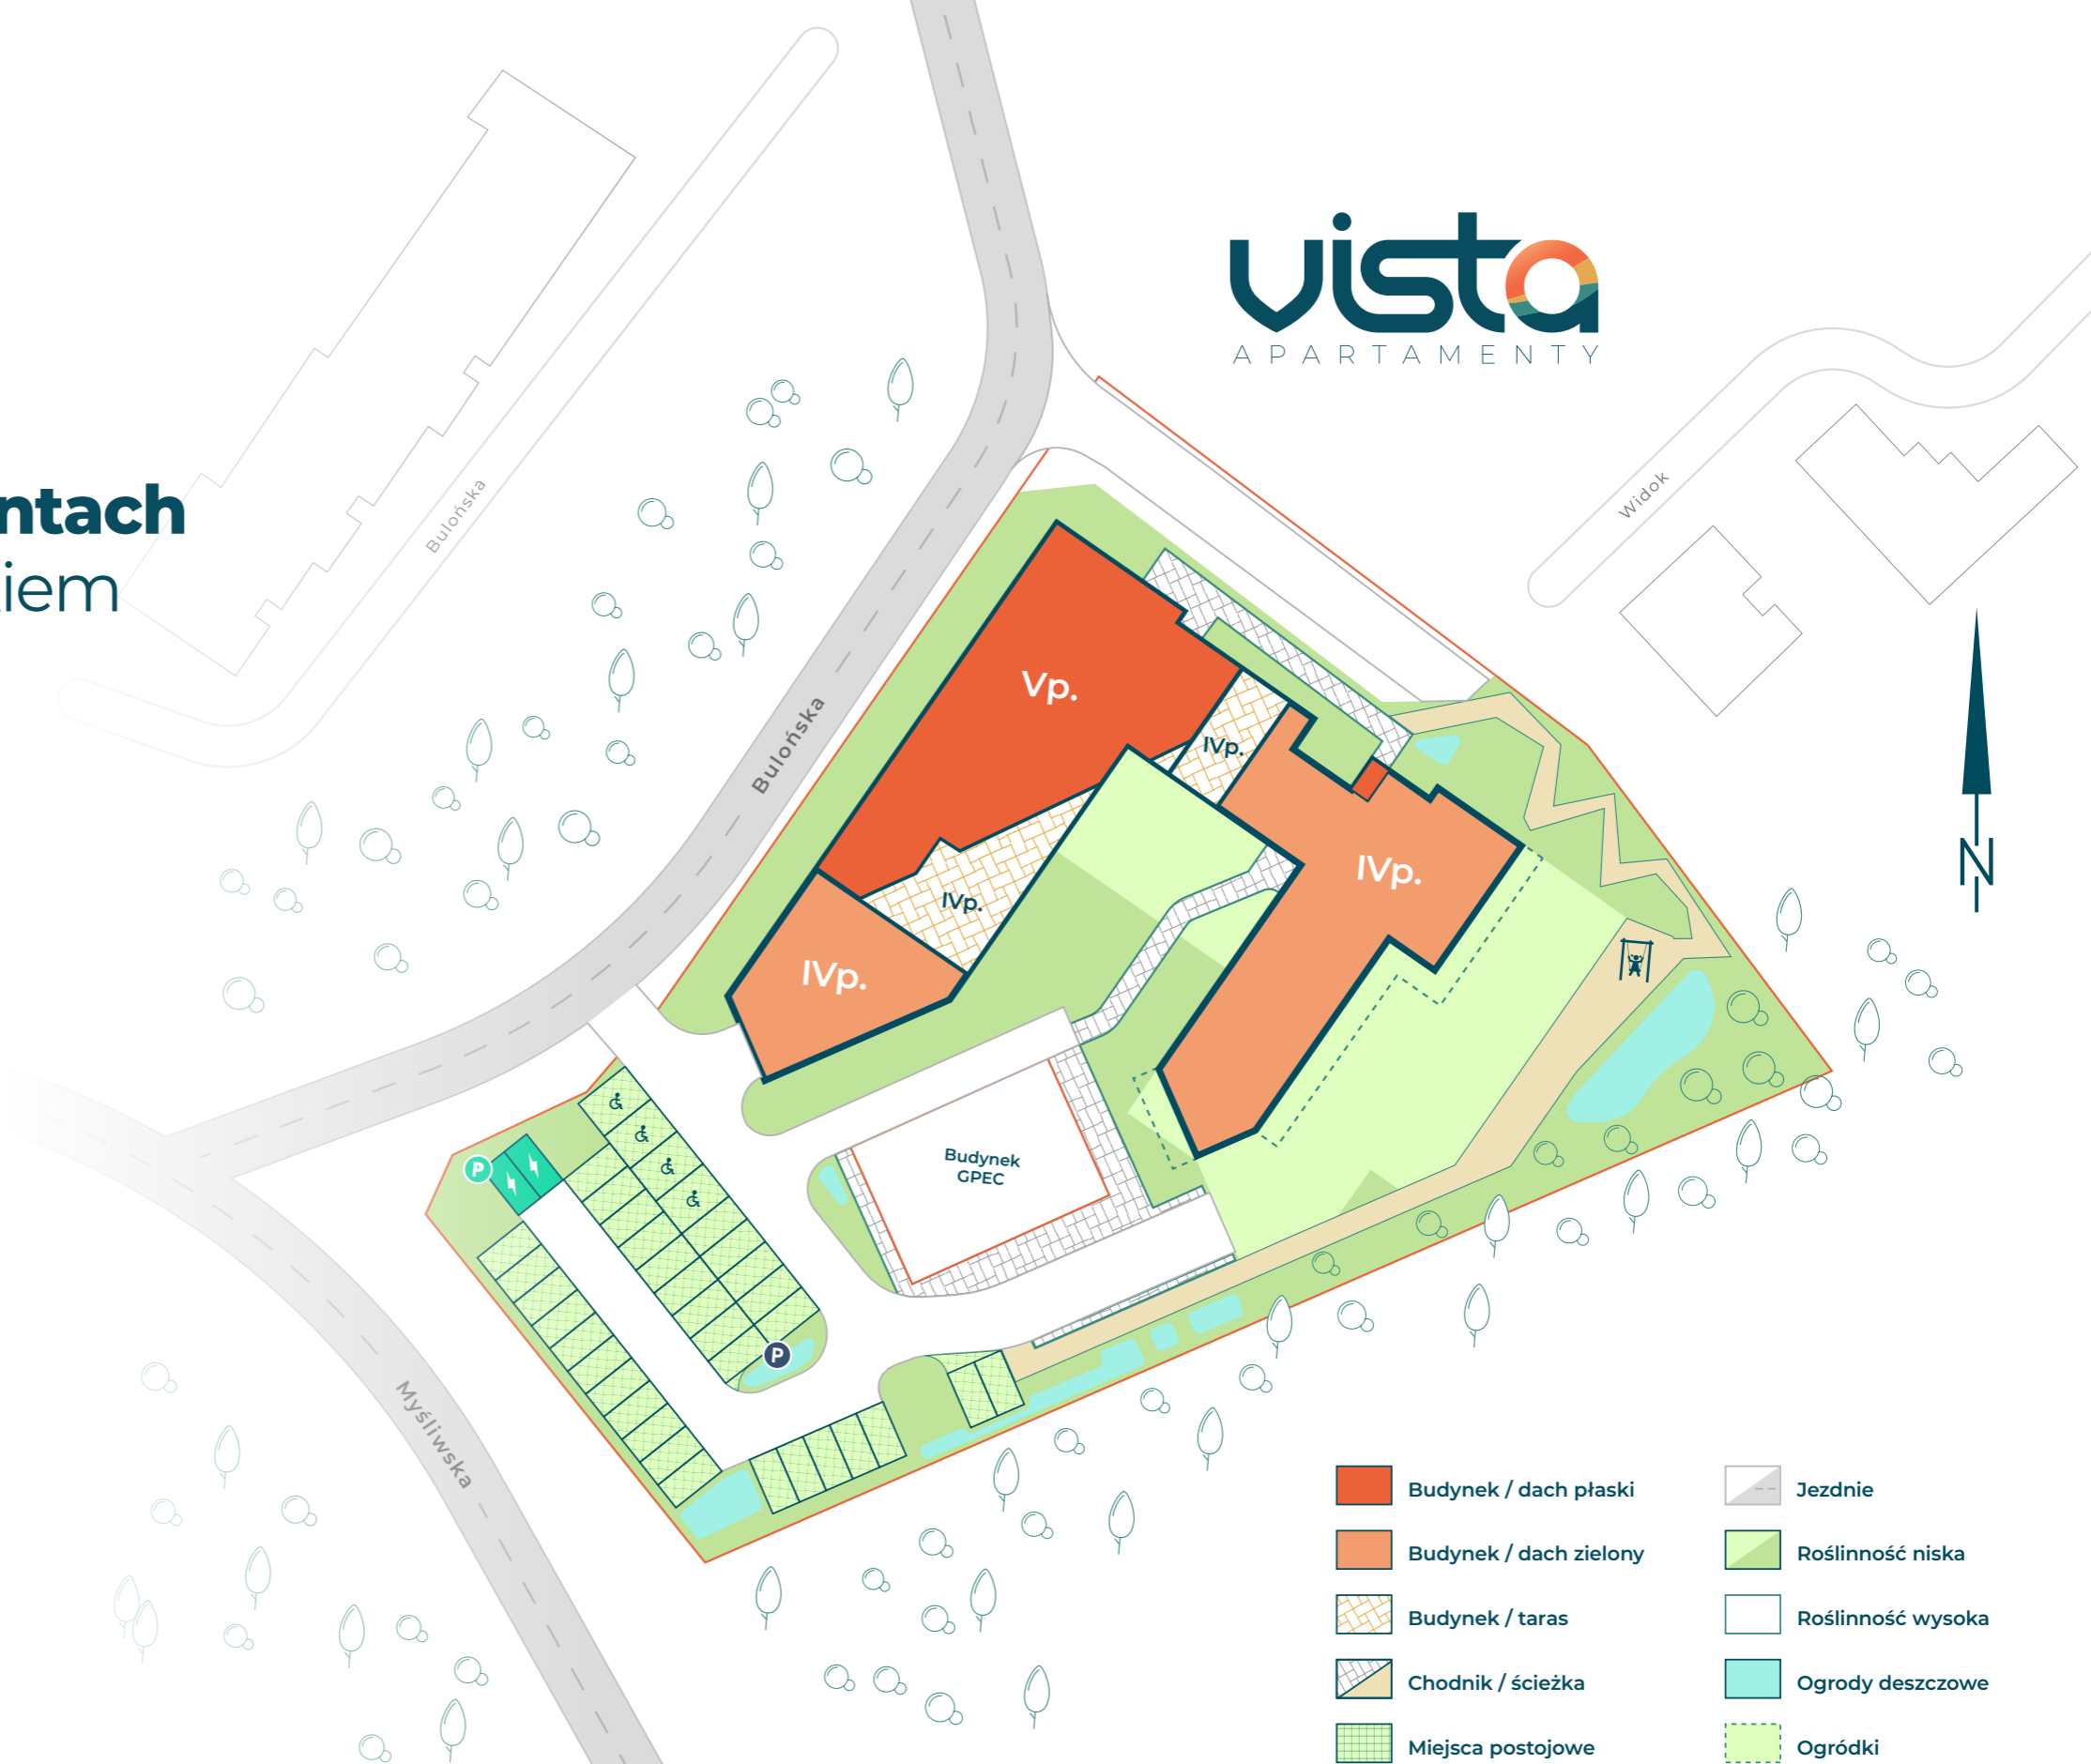 vista
APARTAMENTY
ntach
iem
Bulońska
Widok
Vp.
IVp.
Bulońska
IVp.
IVp.
IVp.
N
Budynek
GPEC
P
P
Myśliwska
Budynek / dach płaski
Budynek / dach zielony
Budynek / taras
Chodnik / ścieżka
Miejsca postojowe
Jezdnie
Roślinność niska
Roślinność wysoka
Ogrody deszczowe
Ogródki